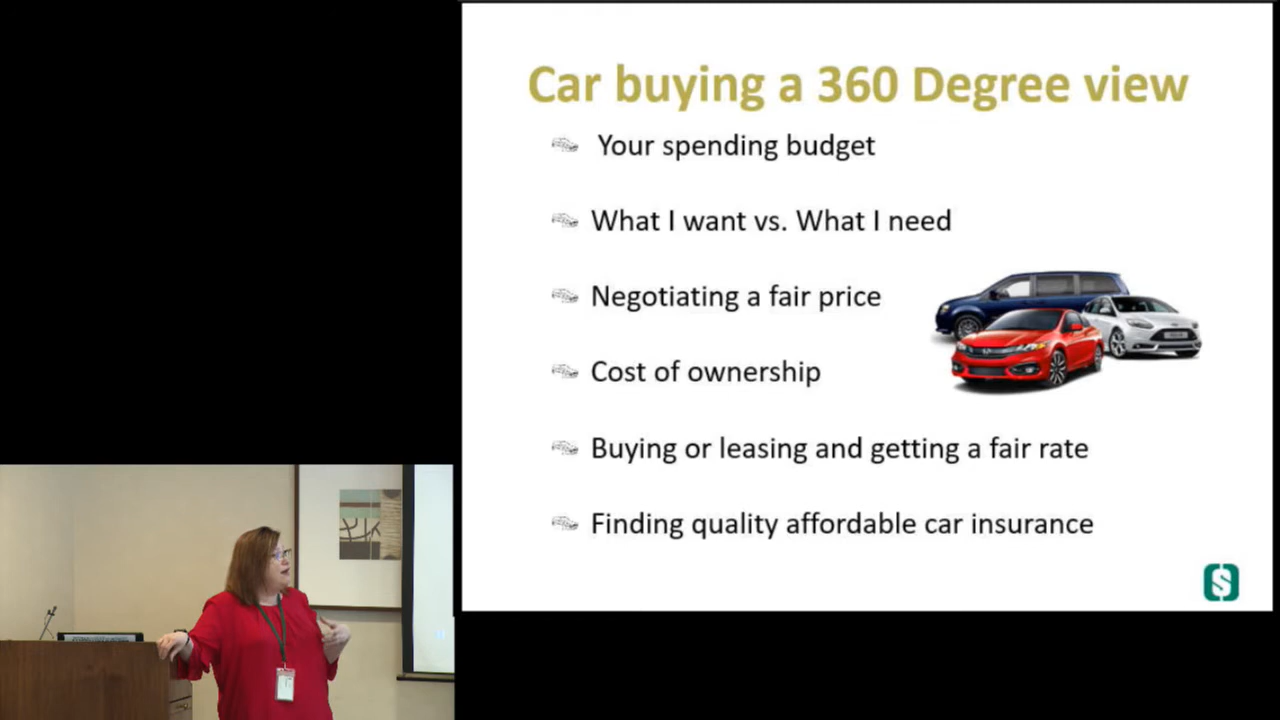 Car buying a 360 Degree view
Your spending budget
What I want vs. What I need
Negotiating a fair price
Cost of ownership
Buying or leasing and getting a fair rate
Finding quality affordable car insurance
$